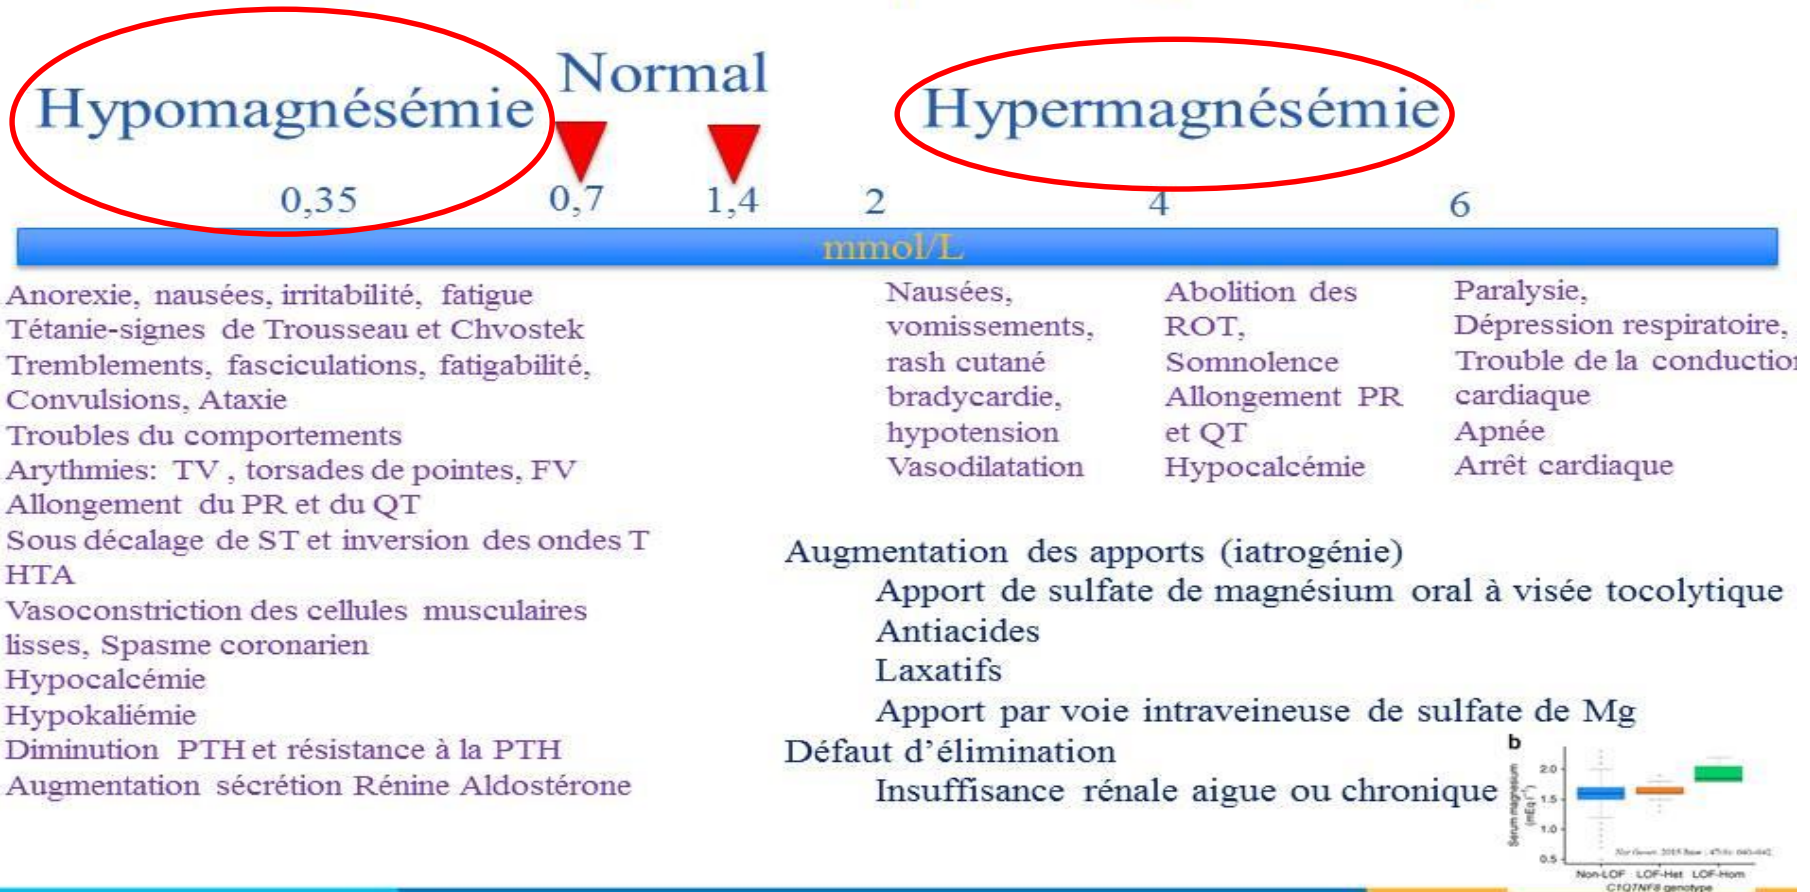 Hypomagnésémie
Normal
Hypermagnésémie
0,35
0,7
1,4
2
4
6
mmol/L
Anorexie, nausées, irritabilité, fatigue
Tétanie-signes de Trousseau et Chvostek
Tremblements, fasciculations, fatigabilité,
Convulsions, Ataxie
Troubles du comportements
Arythmies: TV , torsades de pointes, FV
Allongement du PR et du QT
Sous décalage de ST et inversion des ondes T
HTA
Vasoconstriction des cellules musculaires
lisses, Spasme coronarien
Hypocalcémie
Hypokaliémie
Diminution PTH et résistance à la PTH
Augmentation sécrétion Rénine Aldostérone
Nausées,
vomissements,
rash cutané
bradycardie,
hypotension
Vasodilatation
Abolition des
ROT,
Somnolence
Allongement PR
et QT
Hypocalcémie
Paralysie,
Dépression respiratoire,
Trouble de la conduction
cardiaque
Apnée
Arrêt cardiaque
Augmentation des apports (iatrogénie)
Apport de sulfate de magnésium oral à visée tocolytique
Antiacides
Laxatifs
Apport par voie intraveineuse de sulfate de Mg
Défaut d'élimination
Insuffisance rénale aigue ou chronique
b
Serum magnesium
(mEq l⁻¹)
2.0
1.5
1.0
0.5
2015
Non-LOF LOF-Het LOF-Hom
genotype